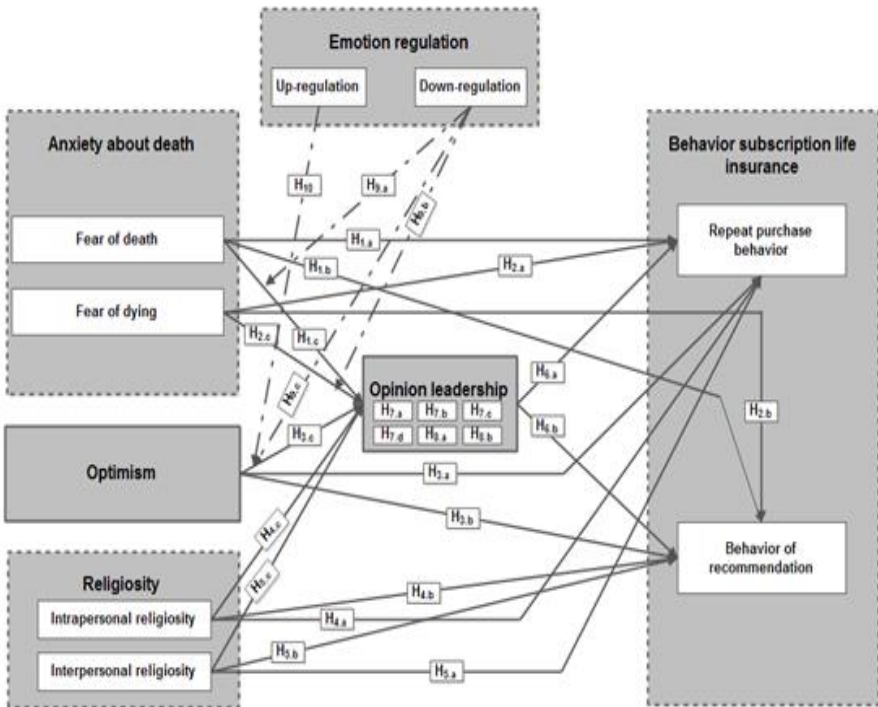 Emotion regulation
Up-regulation
Down-regulation
Anxiety about death
Fear of death
Fear of dying
Behavior subscription life
insurance
Repeat purchase
behavior
Behavior of
recommendation
H10
H9.a
H9.b
H1.a
H1.b
H2.a
H1.c
H2.c
H9.c
H3.c
Opinion leadership
H7.a
H7.b
H7.c
H7.d
H8.a
H8.b
H6.a
H6.b
H2.b
Optimism
H3.a
H3.b
H4.c
H5.c
Religiosity
Intrapersonal religiosity
Interpersonal religiosity
H4.b
H4.a
H5.b
H5.a